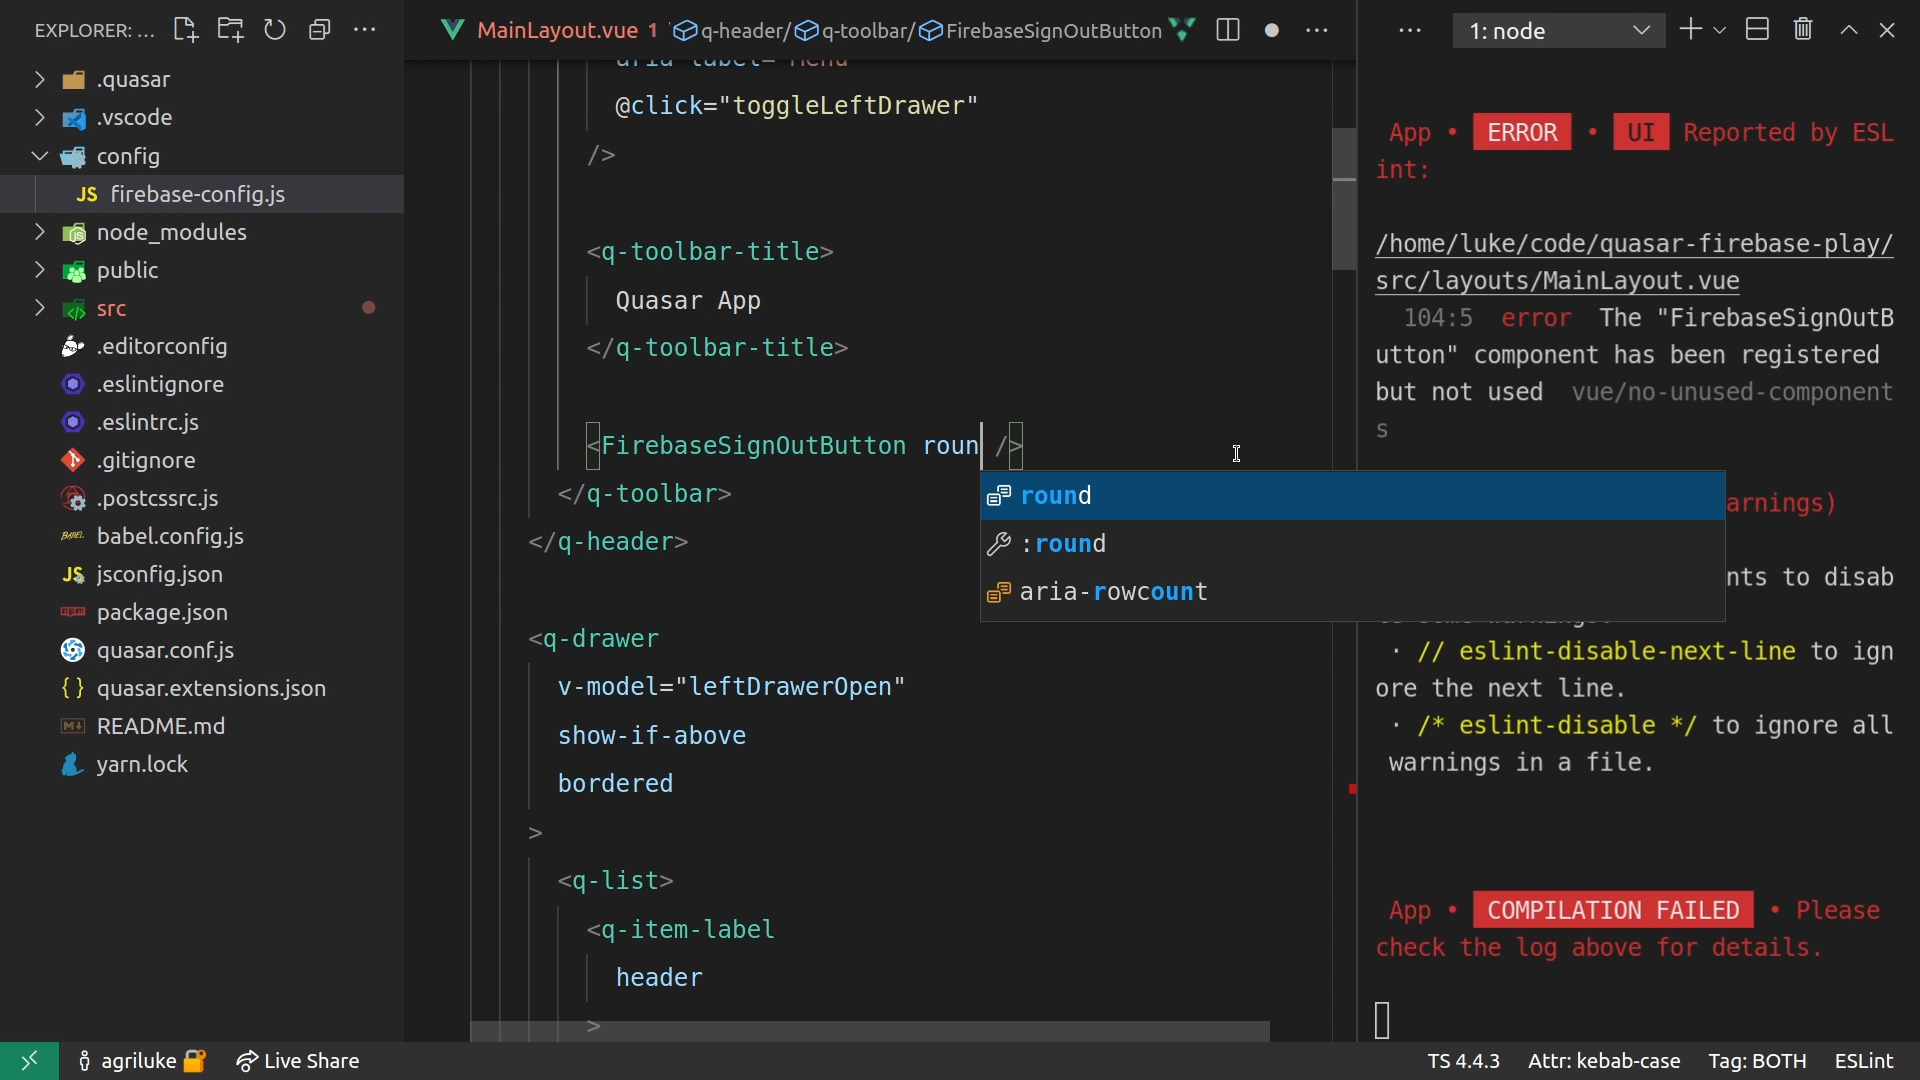 EXPLORER: ...
.quasar
.vscode
config
JS firebase-config.js
node_modules
public
src
.editorconfig
.eslintignore
.eslintrc.js
.gitignore
.postcssrc.js
babel.config.js
jsconfig.json
package.json
quasar.conf.js
quasar.extensions.json
README.md
yarn.lock
MainLayout.vue 1
q-header/ q-toolbar/ FirebaseSignOutButton
@click="toggleLeftDrawer"
/>
<q-toolbar-title>
Quasar App
</q-toolbar-title>
<FirebaseSignOutButton roun />
</q-toolbar>
</q-header>
round
:round
aria-rowcount
<q-drawer
v-model="leftDrawerOpen"
show-if-above
bordered
>
<q-list>
<q-item-label
header
>
1: node
App • ERROR • UI Reported by ESL
int:
/home/luke/code/quasar-firebase-play/
src/layouts/MainLayout.vue
104:5 error The "FirebaseSignOutB
utton" component has been registered
but not used vue/no-unused-component
s
arnings)
nts to disab
· // eslint-disable-next-line to ign
ore the next line.
· /* eslint-disable */ to ignore all
warnings in a file.
App • COMPILATION FAILED • Please
check the log above for details.
agriluke
Live Share
TS 4.4.3
Attr: kebab-case
Tag: BOTH
ESLint